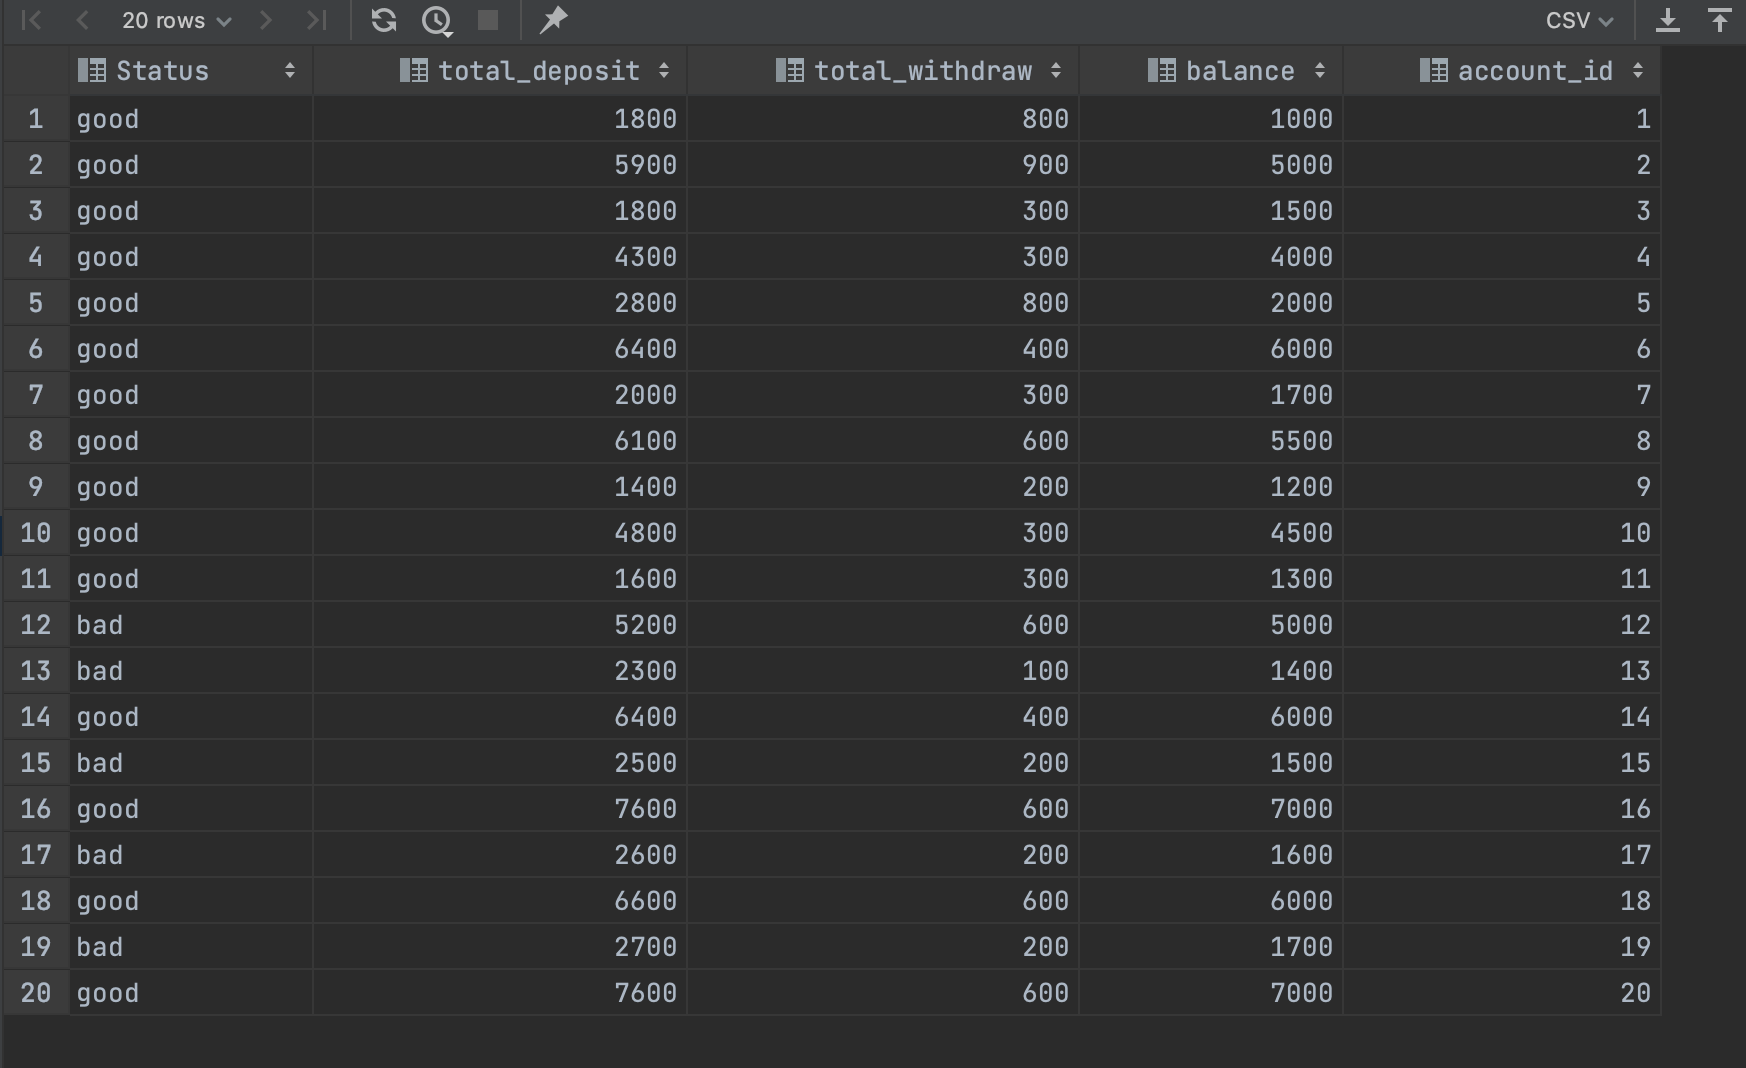 20 rows CSV
Status total_deposit total_withdraw balance account_id
1 good 1800 800 1000 1
2 good 5900 900 5000 2
3 good 1800 300 1500 3
4 good 4300 300 4000 4
5 good 2800 800 2000 5
6 good 6400 400 6000 6
7 good 2000 300 1700 7
8 good 6100 600 5500 8
9 good 1400 200 1200 9
10 good 4800 300 4500 10
11 good 1600 300 1300 11
12 bad 5200 600 5000 12
13 bad 2300 100 1400 13
14 good 6400 400 6000 14
15 bad 2500 200 1500 15
16 good 7600 600 7000 16
17 bad 2600 200 1600 17
18 good 6600 600 6000 18
19 bad 2700 200 1700 19
20 good 7600 600 7000 20